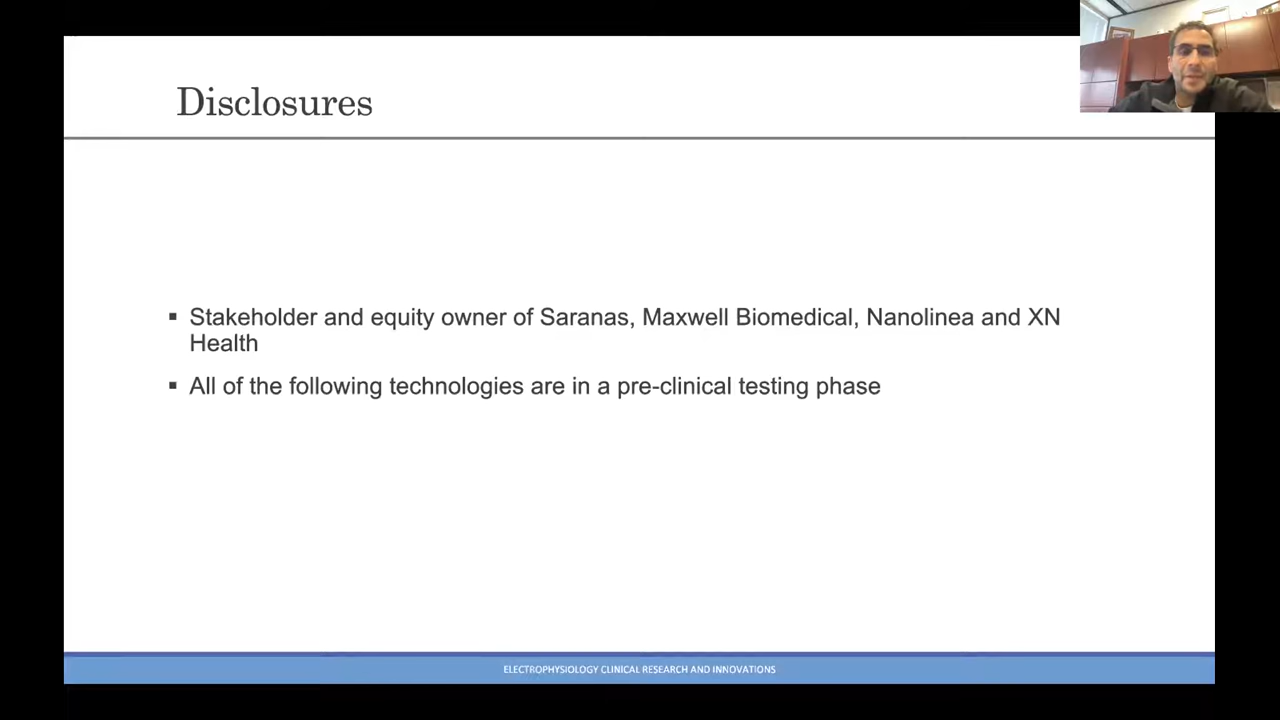 Disclosures
▪ Stakeholder and equity owner of Saranas, Maxwell Biomedical, Nanolinea and XN
Health
▪ All of the following technologies are in a pre-clinical testing phase
ELECTROPHYSIOLOGY CLINICAL RESEARCH AND INNOVATIONS